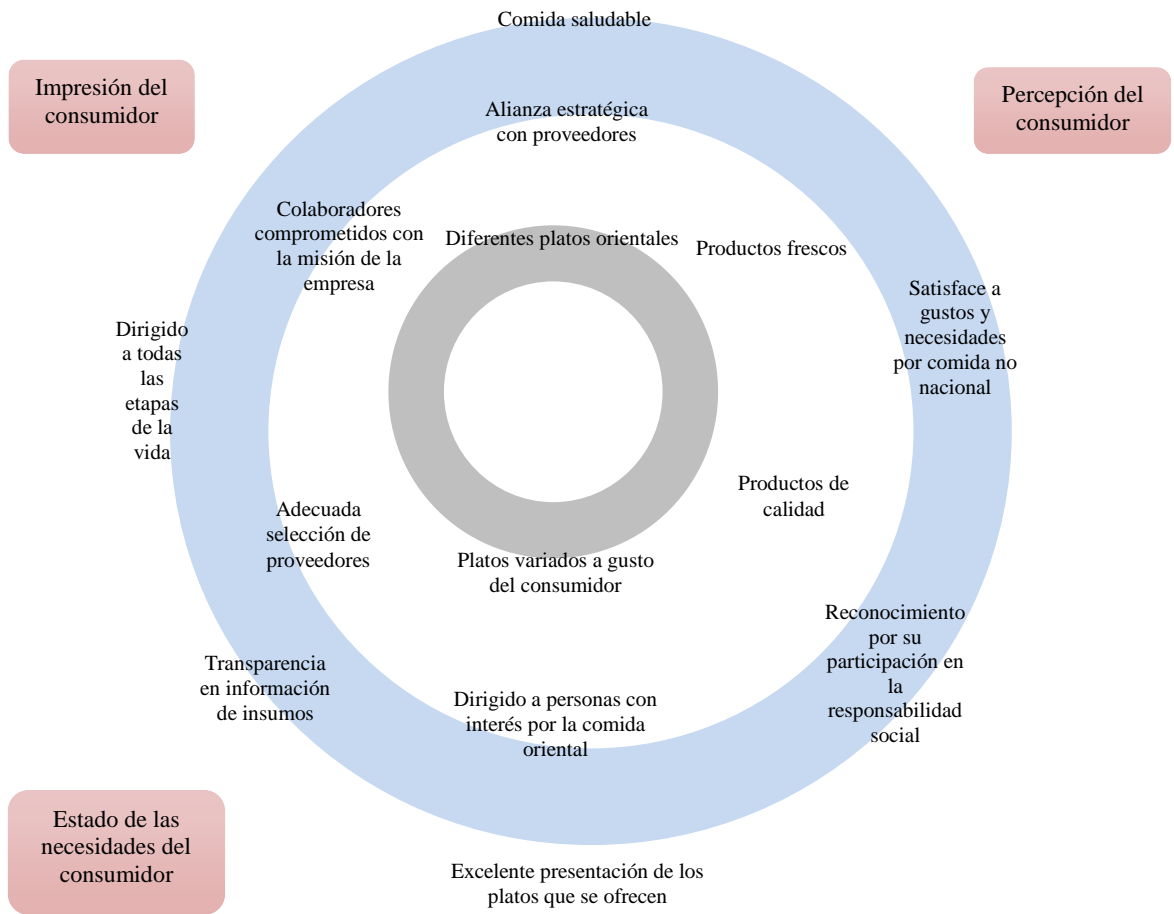 Comida saludable
Impresión del
consumidor
Percepción del
consumidor
Alianza estratégica
con proveedores
Colaboradores
comprometidos con
la misión de la
empresa
Diferentes platos orientales
Productos frescos
Satisface a
gustos y
necesidades
por comida no
nacional
Dirigido
a todas
las
etapas
de la
vida
Productos de
calidad
Adecuada
selección de
proveedores
Platos variados a gusto
del consumidor
Reconocimiento
por su
participación en
la
responsabilidad
social
Transparencia
en información
de insumos
Dirigido a personas con
interés por la comida
oriental
Estado de las
necesidades del
consumidor
Excelente presentación de los
platos que se ofrecen